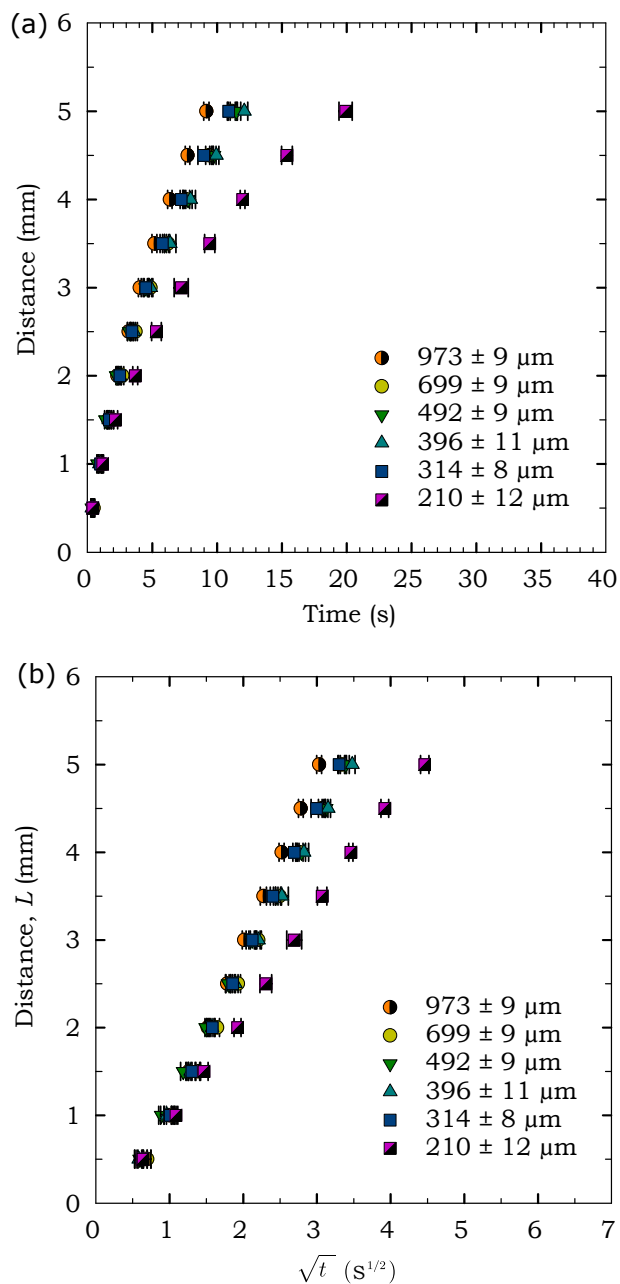 (a)
6
5
4
3
2
1
0
Distance (mm)
973 ± 9 µm
699 ± 9 µm
492 ± 9 µm
396 ± 11 µm
314 ± 8 µm
210 ± 12 µm
0 5 10 15 20 25 30 35 40
Time (s)
(b)
6
5
4
3
2
1
0
Distance, L (mm)
973 ± 9 µm
699 ± 9 µm
492 ± 9 µm
396 ± 11 µm
314 ± 8 µm
210 ± 12 µm
0 1 2 3 4 5 6 7
√t (s^{1/2})